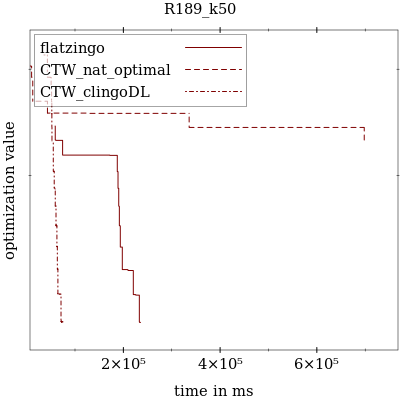 R189_k50
flatzingo
CTW_nat_optimal
CTW_clingoDL
optimization value
2×10⁵ 4×10⁵ 6×10⁵
time in ms